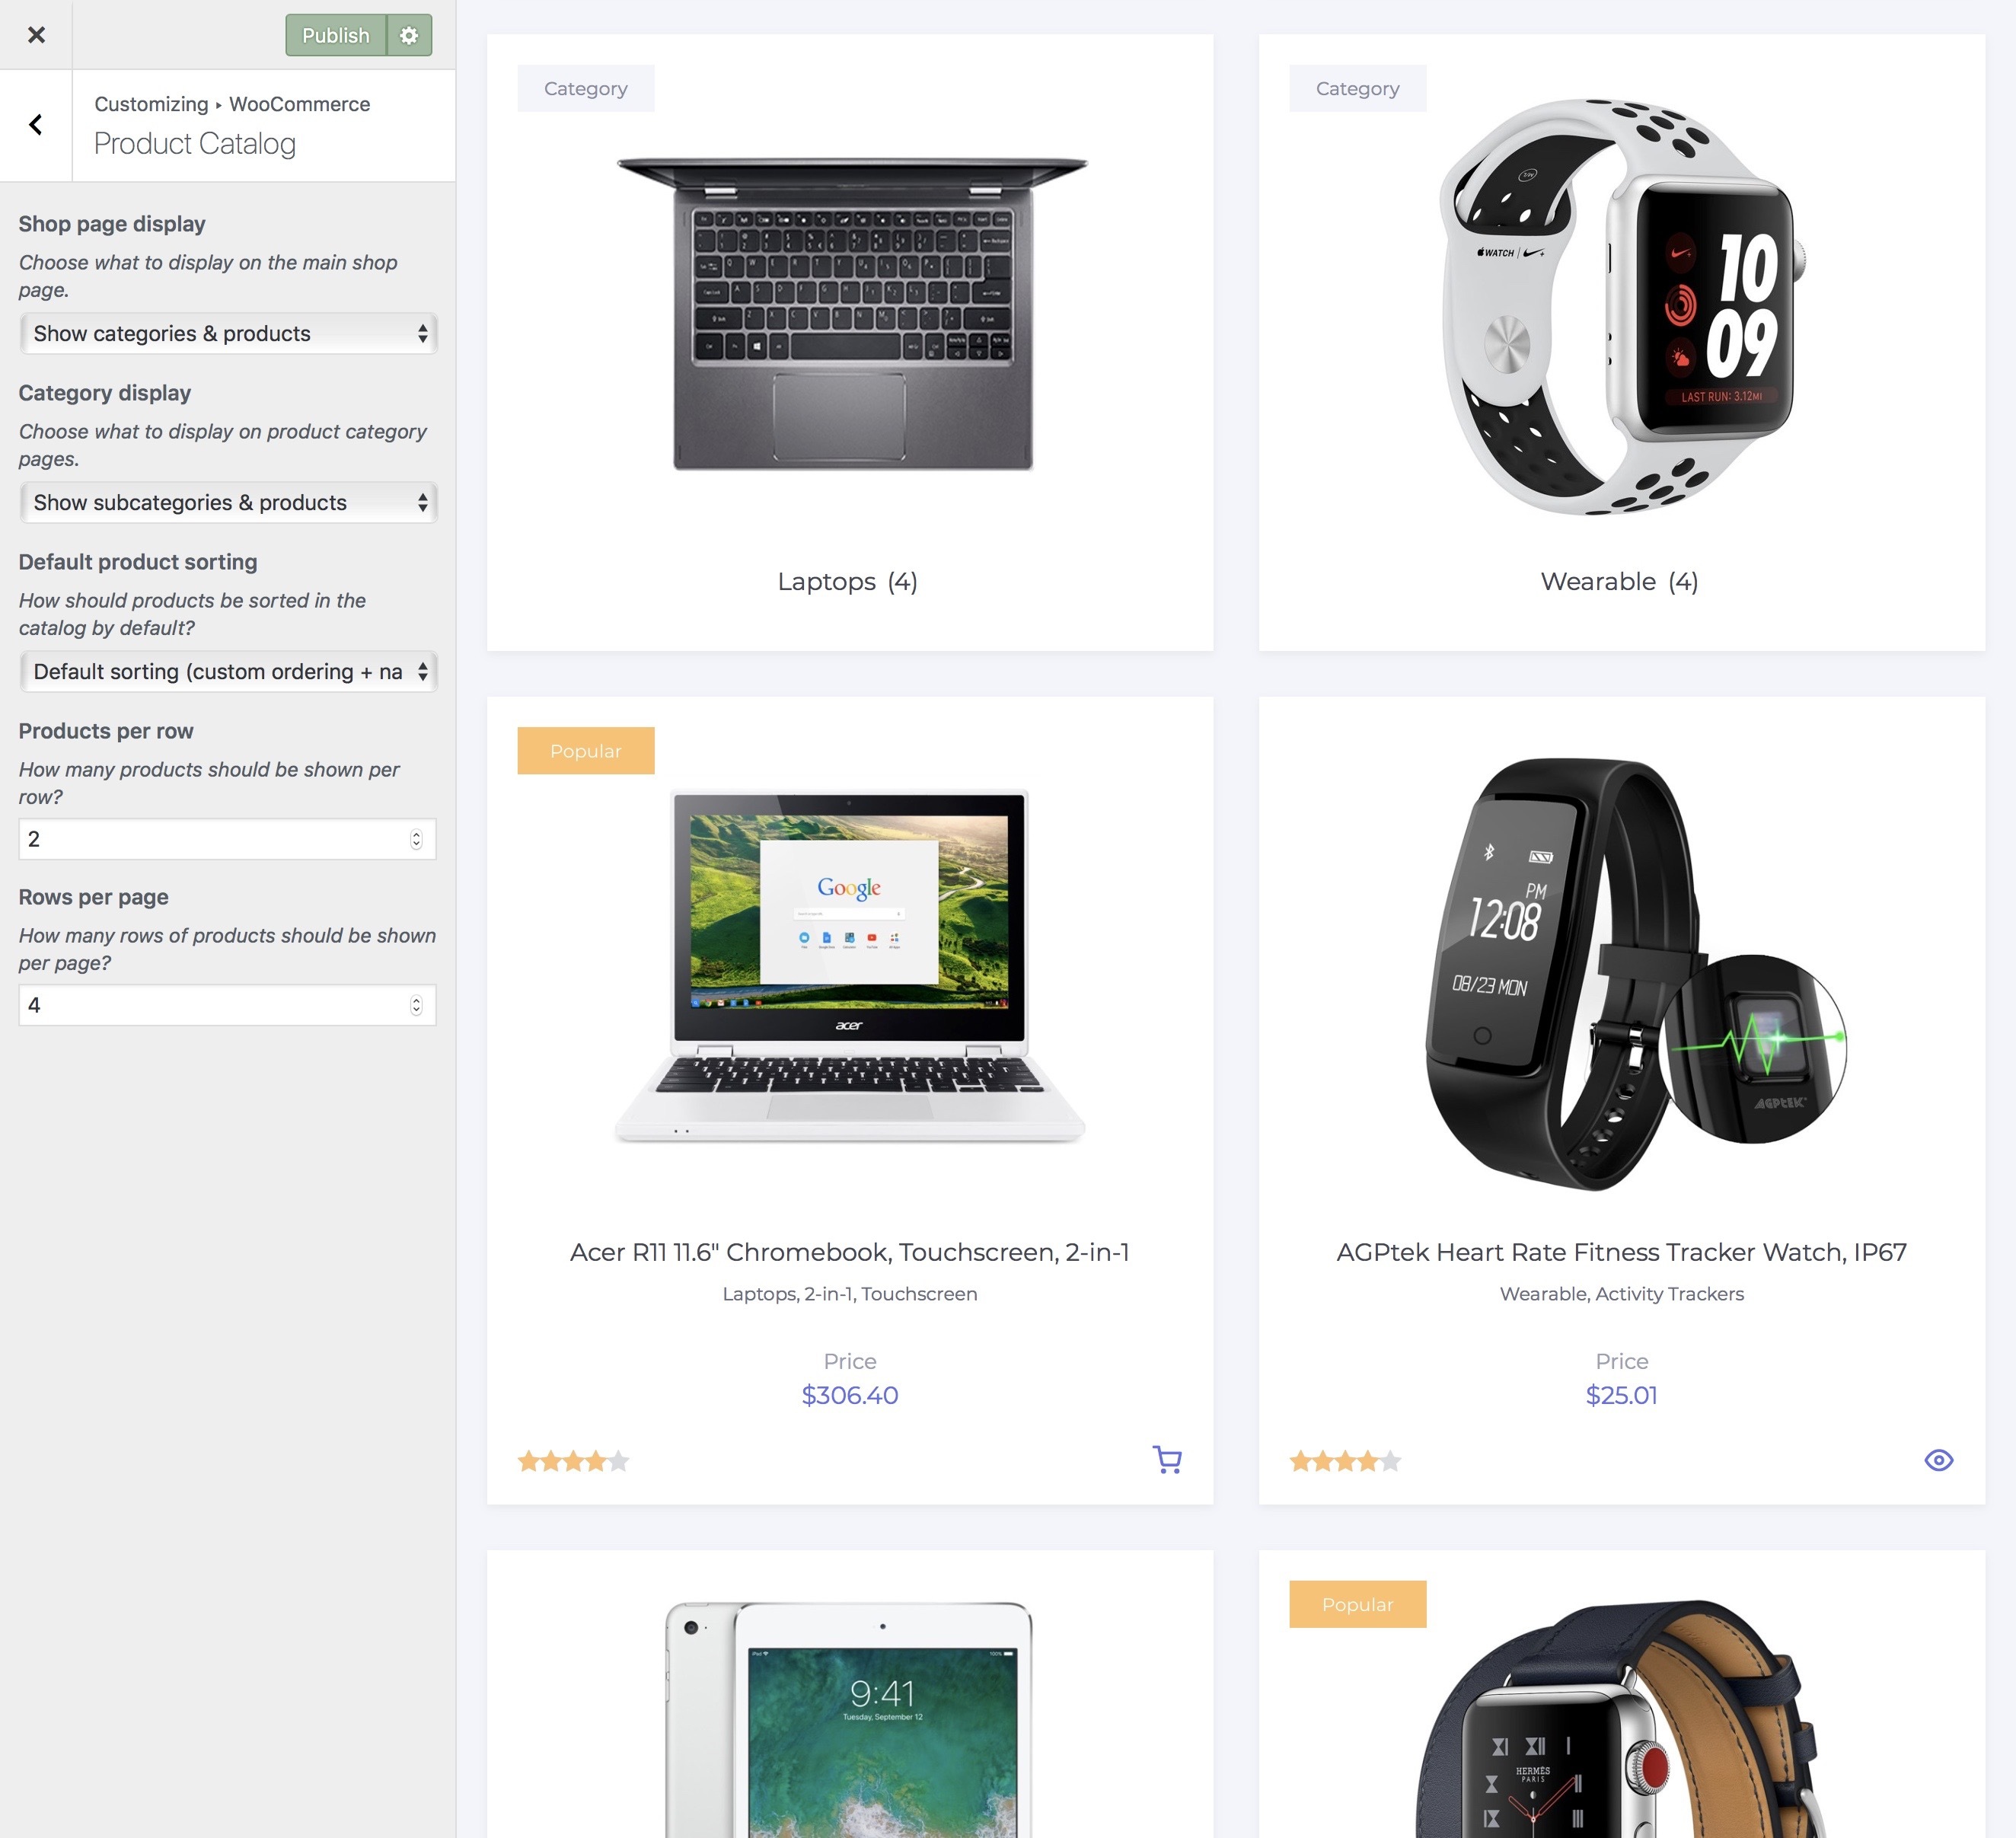 Publish
Customizing ▸ WooCommerce
Product Catalog
Shop page display
Choose what to display on the main shop
page.
Show categories & products
Category display
Choose what to display on product category
pages.
Show subcategories & products
Default product sorting
How should products be sorted in the
catalog by default?
Default sorting (custom ordering + na
Products per row
How many products should be shown per
row?
2
Rows per page
How many rows of products should be shown
per page?
4
Category
Laptops (4)
Category
WATCH
10
09
LAST RUN: 3.12MI
Wearable (4)
Popular
Google
acer
Acer R11 11.6" Chromebook, Touchscreen, 2-in-1
Laptops, 2-in-1, Touchscreen
Price
$306.40
PM
12:08
08/23 MON
AGPtEK
AGPtek Heart Rate Fitness Tracker Watch, IP67
Wearable, Activity Trackers
Price
$25.01
9:41
Tuesday, September 12
Popular
XI XII I
HERMÈS
PARIS
X II
IX III